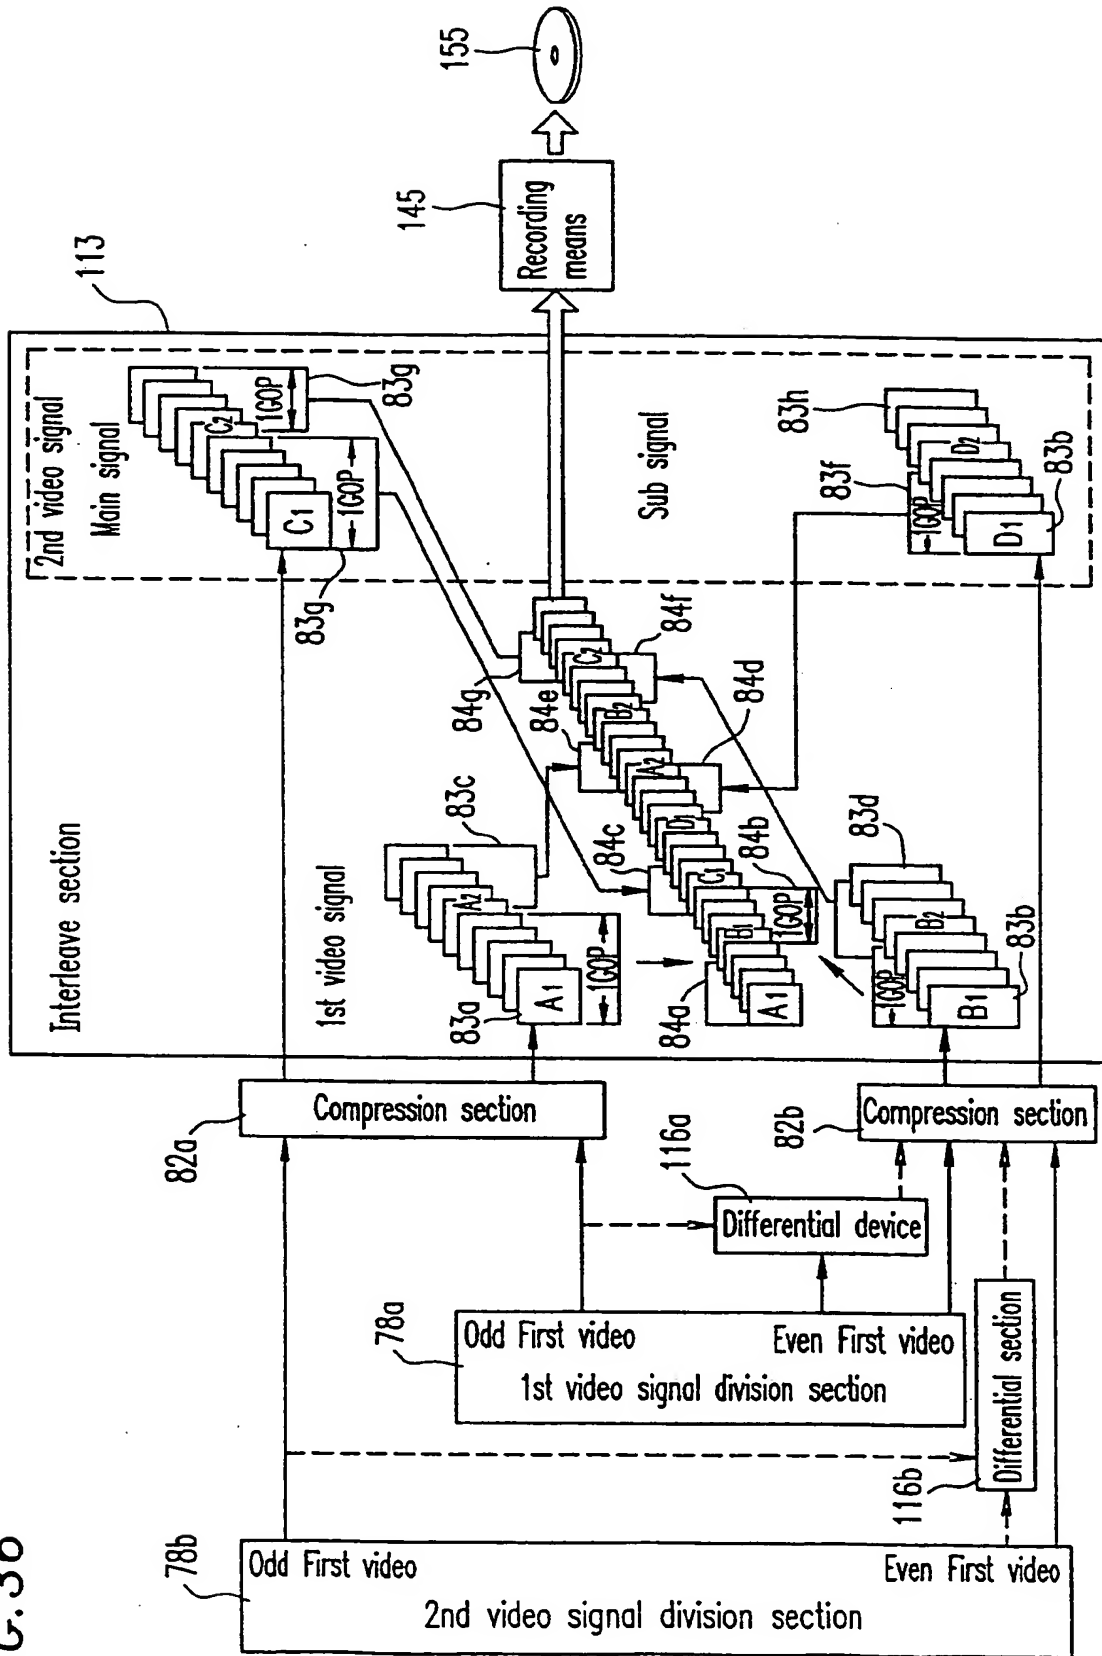 G. 36
78b
Odd First video
Even First video
2nd video signal division section
78a
Odd First video
Even First video
1st video signal division section
116a
Differential device
116b
Differential section
82a
Compression section
82b
Compression section
113
Interleave section
1st video signal
2nd video signal
Main signal
Sub signal
83a
A1
A2
1GOP
83c
83g
C1
C2
1GOP
1GOP
83g
84a
A1
B1
C1
D1
A2
B2
C2
1GOP
84b
84c
84d
84e
84f
84g
B1
B2
1GOP
83b
83d
D1
D2
1GOP
83f
83h
83b
145
Recording
means
155